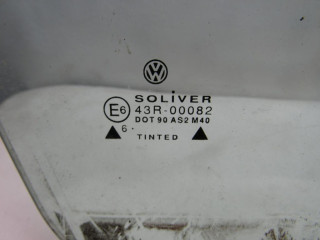 SOLIVER
E6 43R-00082
DOT 90 AS2 M40
6
TINTED